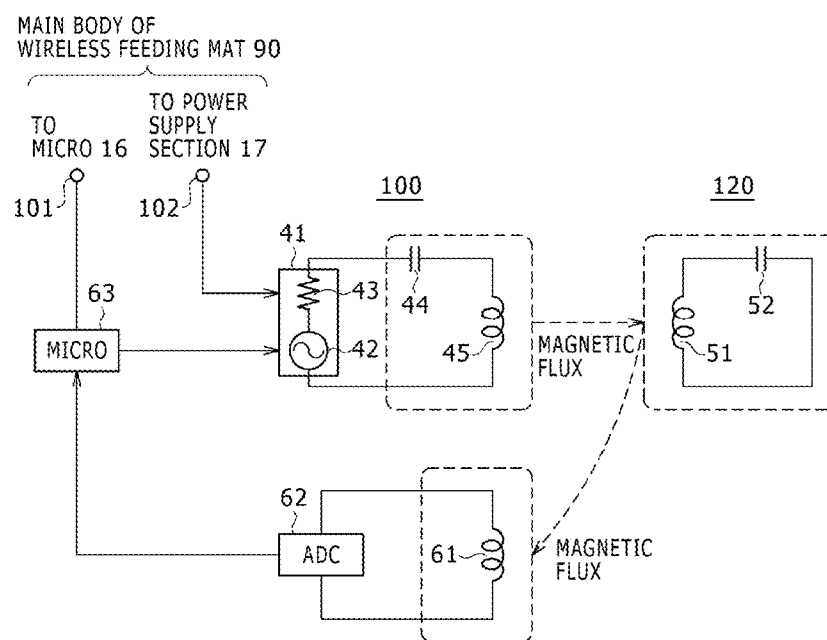 MAIN BODY OF
WIRELESS FEEDING MAT 90
TO
MICRO 16
TO POWER
SUPPLY
SECTION 17
101
102
100
120
41
43
42
44
45
52
51
63
MICRO
MAGNETIC
FLUX
62
ADC
61
MAGNETIC
FLUX